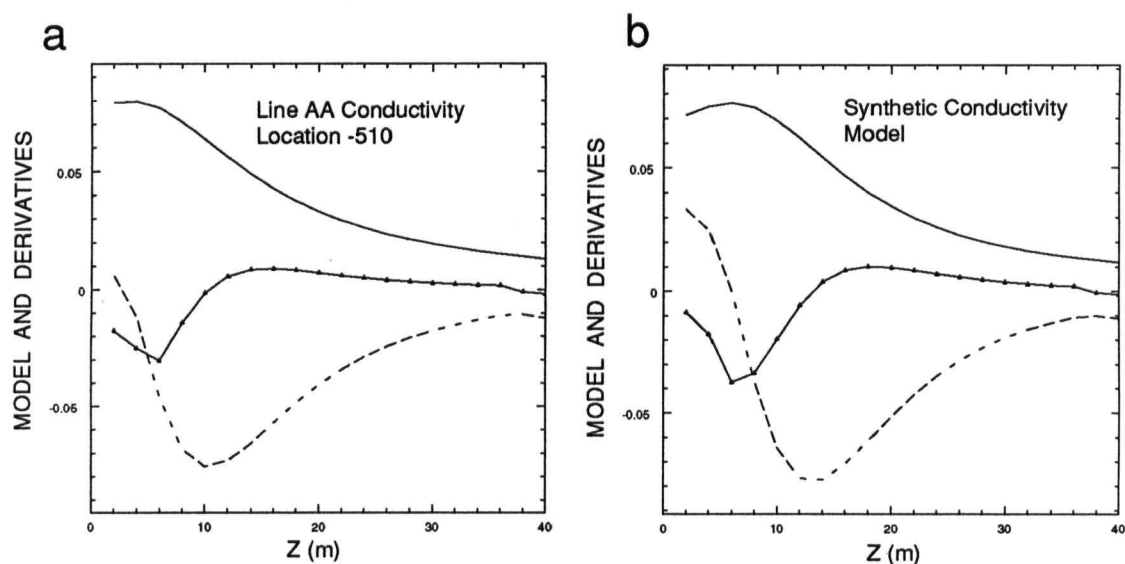 a
Line AA Conductivity
Location -510
MODEL AND DERIVATIVES
0.05
0
-0.05
0
10
20
30
40
Z (m)
b
Synthetic Conductivity
Model
MODEL AND DERIVATIVES
0.05
0
-0.05
0
10
20
30
40
Z (m)